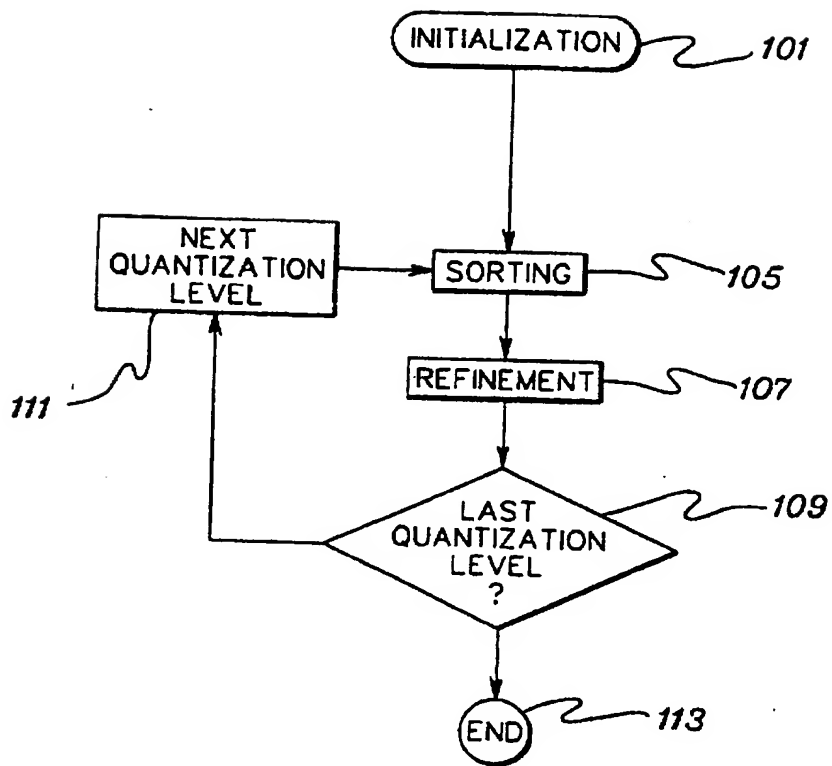 INITIALIZATION
101
NEXT
QUANTIZATION
LEVEL
SORTING
105
REFINEMENT
107
111
LAST
QUANTIZATION
LEVEL
?
109
END
113